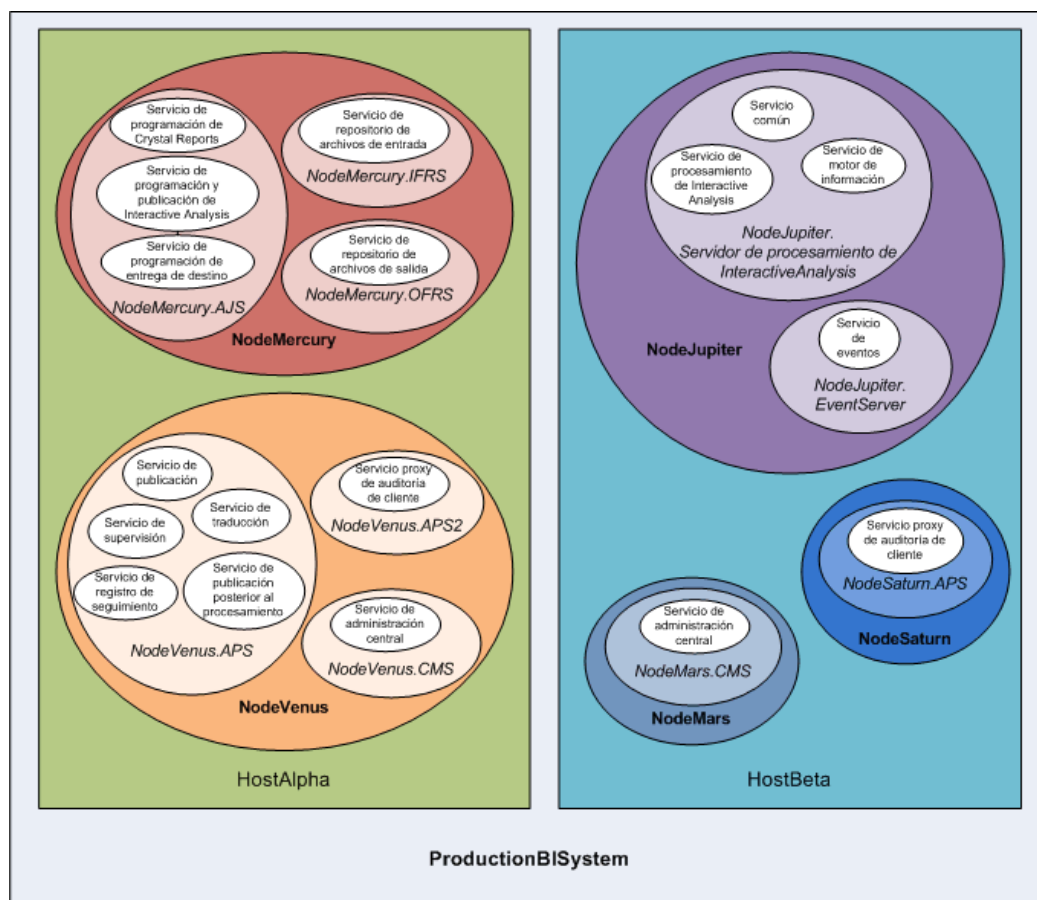 Servicio de
programación de
Crystal Reports
Servicio de
programación y
publicación de
Interactive Analysis
Servicio de
programación de
entrega de destino
NodeMercury.AJS
Servicio de
repositorio de
archivos de entrada
NodeMercury.IFRS
Servicio de
repositorio de
archivos de salida
NodeMercury.OFRS
NodeMercury
Servicio de
publicación
Servicio de
supervisión
Servicio de
traducción
Servicio de
registro de
seguimiento
Servicio de
publicación
posterior al
procesamiento
NodeVenus.APS
Servicio proxy
de auditoría
de cliente
NodeVenus.APS2
Servicio de
administración
central
NodeVenus.CMS
NodeVenus
HostAlpha
Servicio
común
Servicio de
procesamiento
de Interactive
Analysis
Servicio de
motor de
información
NodeJupiter.
Servidor de procesamiento de
InteractiveAnalysis
NodeJupiter
Servicio
de
eventos
NodeJupiter.
EventServer
Servicio proxy
de auditoría de
cliente
NodeSaturn.APS
NodeSaturn
Servicio de
administración
central
NodeMars.CMS
NodeMars
HostBeta
ProductionBISystem